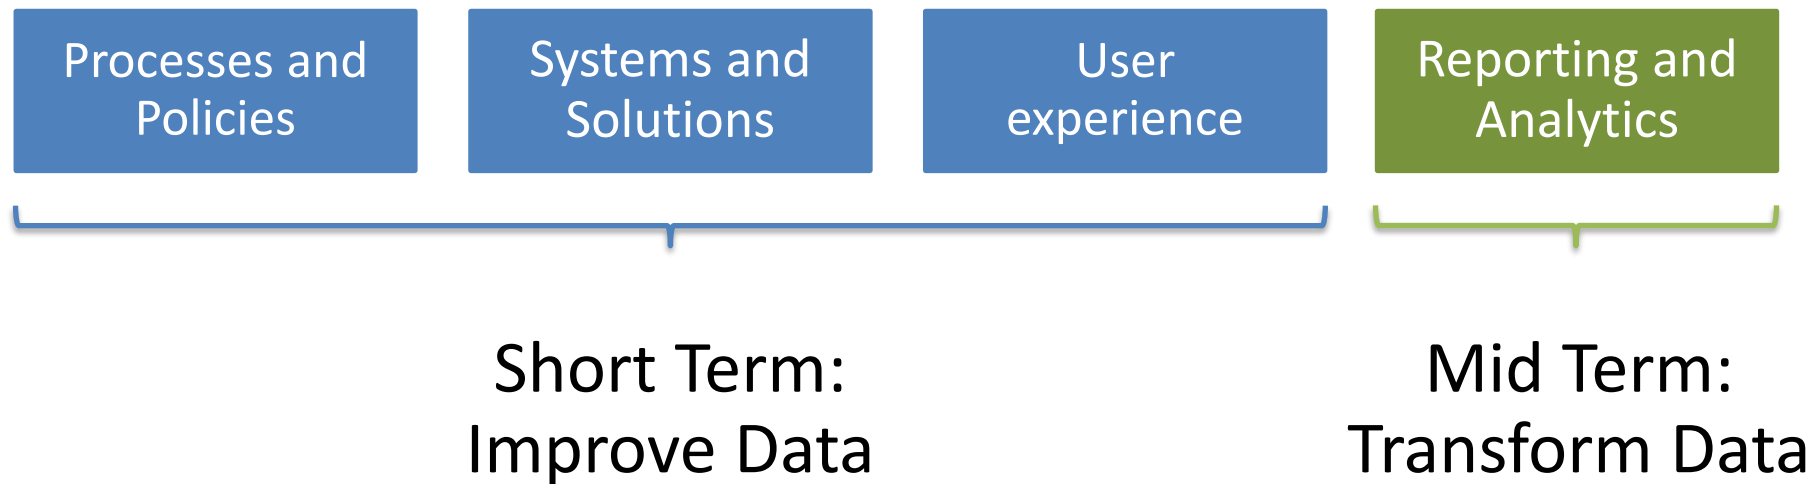 Processes and
Policies
Systems and
Solutions
User
experience
Reporting and
Analytics
Short Term:
Improve Data
Mid Term:
Transform Data